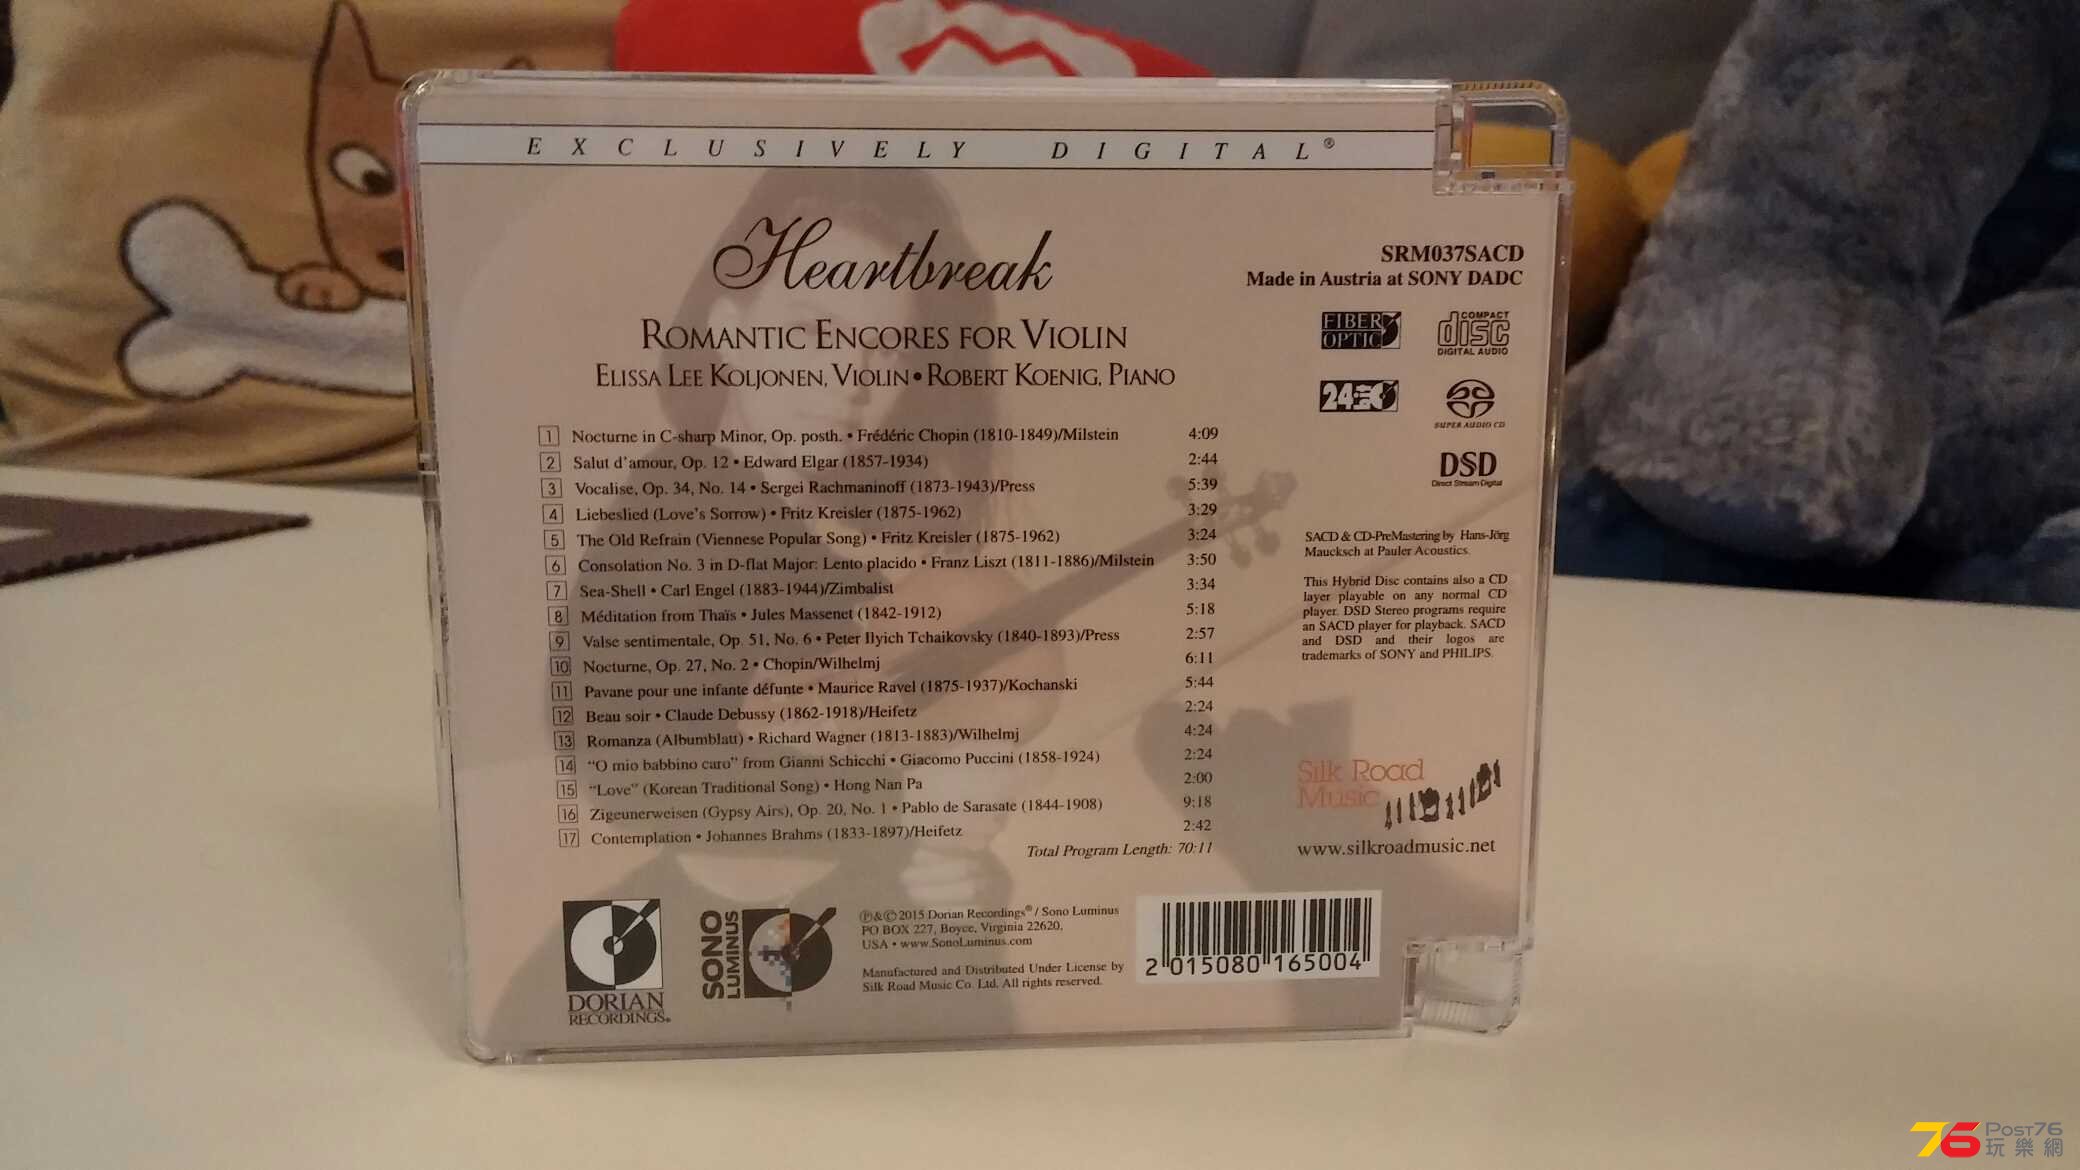 EXCLUSIVELY DIGITAL®
Heartbreak
ROMANTIC ENCORES FOR VIOLIN
ELISSA LEE KOLJONEN, VIOLIN • ROBERT KOENIG, PIANO
1 Nocturne in C-sharp Minor, Op. posth. • Frédéric Chopin (1810-1849)/Milstein 4:09
2 Salut d'amour, Op. 12 • Edward Elgar (1857-1934) 2:44
3 Vocalise, Op. 34, No. 14 • Sergei Rachmaninoff (1873-1943)/Press 5:39
4 Liebeslied (Love's Sorrow) • Fritz Kreisler (1875-1962) 3:29
5 The Old Refrain (Viennese Popular Song) • Fritz Kreisler (1875-1962) 3:24
6 Consolation No. 3 in D-flat Major: Lento placido • Franz Liszt (1811-1886)/Milstein 3:50
7 Sea-Shell • Carl Engel (1883-1944)/Zimbalist 3:34
8 Méditation from Thaïs • Jules Massenet (1842-1912) 5:18
9 Valse sentimentale, Op. 51, No. 6 • Peter Ilyich Tchaikovsky (1840-1893)/Press 2:57
10 Nocturne, Op. 27, No. 2 • Chopin/Wilhelmj 6:11
11 Pavane pour une infante défunte • Maurice Ravel (1875-1937)/Kochanski 5:44
12 Beau soir • Claude Debussy (1862-1918)/Heifetz 2:24
13 Romanza (Albumblatt) • Richard Wagner (1813-1883)/Wilhelmj 4:24
14 "O mio babbino caro" from Gianni Schicchi • Giacomo Puccini (1858-1924) 2:24
15 "Love" (Korean Traditional Song) • Hong Nan Pa 2:00
16 Zigeunerweisen (Gypsy Airs), Op. 20, No. 1 • Pablo de Sarasate (1844-1908) 9:18
17 Contemplation • Johannes Brahms (1833-1897)/Heifetz 2:42
Total Program Length: 70:11
SRM037SACD
Made in Austria at SONY DADC
FIBER
OPTIC
COMPACT
disc
DIGITAL AUDIO
24
SUPER AUDIO CD
DSD
Direct Stream Digital
SACD & CD-PreMastering by Hans-Jörg
Maucksch at Pauler Acoustics.
This Hybrid Disc contains also a CD
layer playable on any normal CD
player. DSD Stereo programs require
an SACD player for playback. SACD
and DSD and their logos are
trademarks of SONY and PHILIPS.
Silk Road
Music
www.silkroadmusic.net
DORIAN
RECORDINGS®
SONO
LUMINUS
℗&© 2015 Dorian Recordings® / Sono Luminus
PO BOX 227, Boyce, Virginia 22620,
USA • www.SonoLuminus.com
Manufactured and Distributed Under License by
Silk Road Music Co. Ltd. All rights reserved.
2 015080 165004
76 POST76
玩樂網